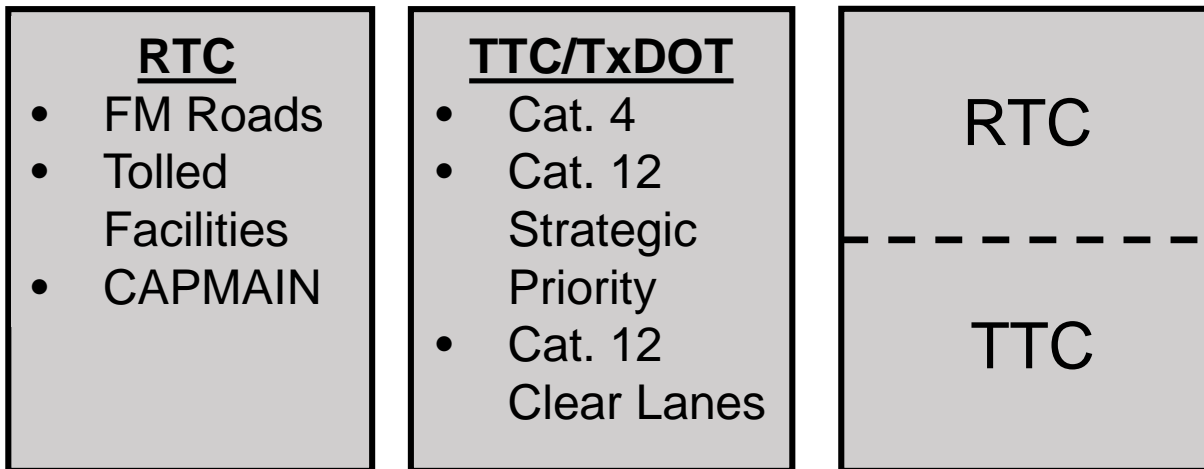 RTC
• FM Roads
• Tolled
Facilities
• CAPMAIN
TTC/TxDOT
• Cat. 4
• Cat. 12
Strategic
Priority
• Cat. 12
Clear Lanes
RTC
TTC